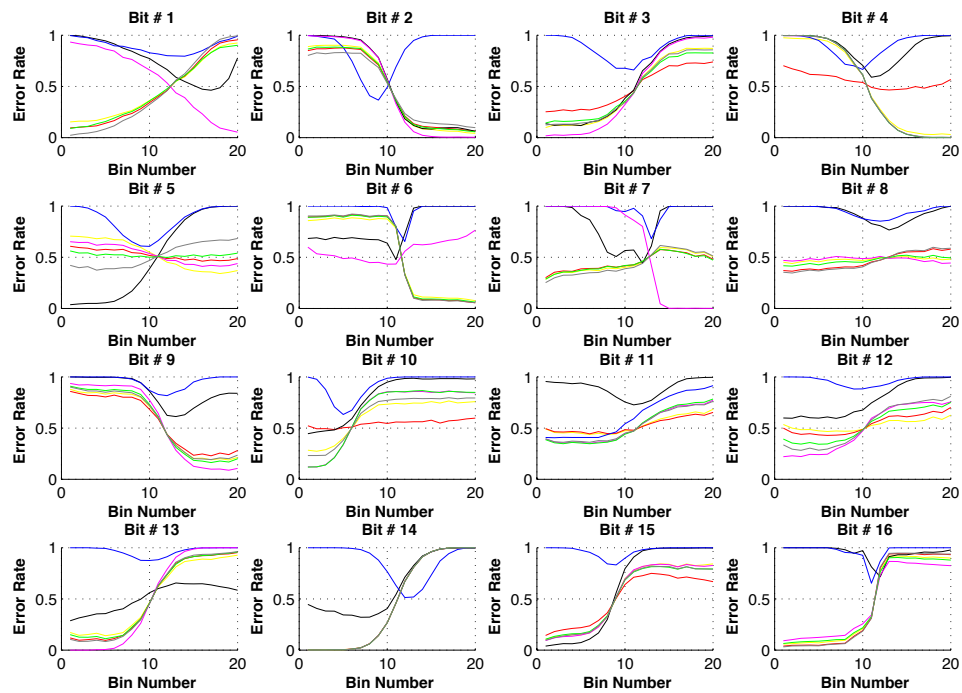 Bit # 1 Bit # 2 Bit # 3 Bit # 4
1 1 1 1
Error Rate Error Rate Error Rate Error Rate
0.5 0.5 0.5 0.5
0 0 0 0
0 10 20 0 10 20 0 10 20 0 10 20
Bin Number Bin Number Bin Number Bin Number
Bit # 5 Bit # 6 Bit # 7 Bit # 8
1 1 1 1
Error Rate Error Rate Error Rate Error Rate
0.5 0.5 0.5 0.5
0 0 0 0
0 10 20 0 10 20 0 10 20 0 10 20
Bin Number Bin Number Bin Number Bin Number
Bit # 9 Bit # 10 Bit # 11 Bit # 12
1 1 1 1
Error Rate Error Rate Error Rate Error Rate
0.5 0.5 0.5 0.5
0 0 0 0
0 10 20 0 10 20 0 10 20 0 10 20
Bin Number Bin Number Bin Number Bin Number
Bit # 13 Bit # 14 Bit # 15 Bit # 16
1 1 1 1
Error Rate Error Rate Error Rate Error Rate
0.5 0.5 0.5 0.5
0 0 0 0
0 10 20 0 10 20 0 10 20 0 10 20
Bin Number Bin Number Bin Number Bin Number